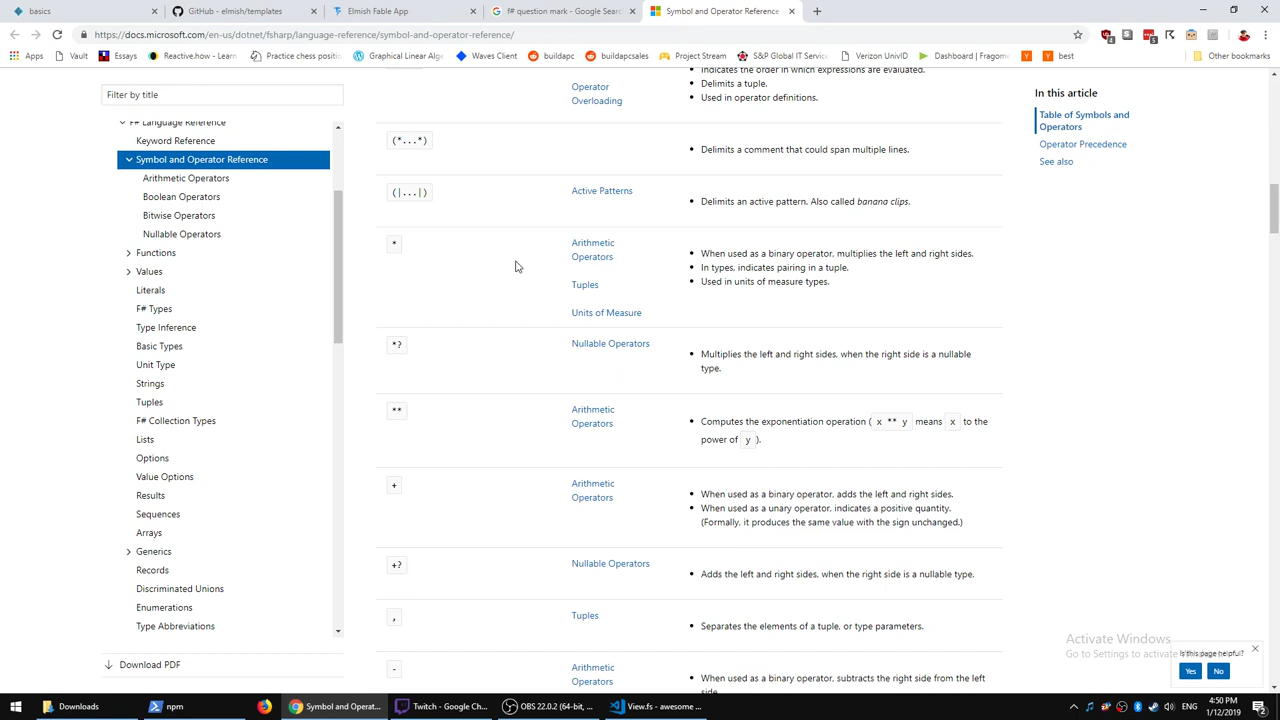 basics
GitHub - elmish/templates
Elmish Fable App
f# question mark - Google Sear
Symbol and Operator Reference
https://docs.microsoft.com/en-us/dotnet/fsharp/language-reference/symbol-and-operator-reference/
Apps
Vault
Essays
Reactive.how - Learn
Practice chess positio
Graphical Linear Alge
Waves Client
buildapc
buildapcsales
Project Stream
S&P Global IT Service
Verizon UnivID
Dashboard | Fragome
best
Other bookmarks
Filter by title
F# Language Reference
Keyword Reference
Symbol and Operator Reference
Arithmetic Operators
Boolean Operators
Bitwise Operators
Nullable Operators
Functions
Values
Literals
F# Types
Type Inference
Basic Types
Unit Type
Strings
Tuples
F# Collection Types
Lists
Options
Value Options
Results
Sequences
Arrays
Generics
Records
Discriminated Unions
Enumerations
Type Abbreviations
Download PDF
Operator
Overloading
Indicates the order in which expressions are evaluated.
Delimits a tuple.
Used in operator definitions.
(*...*)
Delimits a comment that could span multiple lines.
(|...|)
Active Patterns
Delimits an active pattern. Also called banana clips.
*
Arithmetic
Operators
Tuples
Units of Measure
When used as a binary operator, multiplies the left and right sides.
In types, indicates pairing in a tuple.
Used in units of measure types.
*?
Nullable Operators
Multiplies the left and right sides, when the right side is a nullable
type.
**
Arithmetic
Operators
Computes the exponentiation operation ( x ** y means x to the
power of y ).
+
Arithmetic
Operators
When used as a binary operator, adds the left and right sides.
When used as a unary operator, indicates a positive quantity.
(Formally, it produces the same value with the sign unchanged.)
+?
Nullable Operators
Adds the left and right sides, when the right side is a nullable type.
,
Tuples
Separates the elements of a tuple, or type parameters.
-
Arithmetic
Operators
When used as a binary operator, subtracts the right side from the left
side.
In this article
Table of Symbols and
Operators
Operator Precedence
See also
Activate Windows
Go to Settings to activate
Is this page helpful?
Yes
No
Downloads
npm
Symbol and Operat...
Twitch - Google Ch...
OBS 22.0.2 (64-bit, ...
View.fs - awesome ...
ENG
4:50 PM
1/12/2019